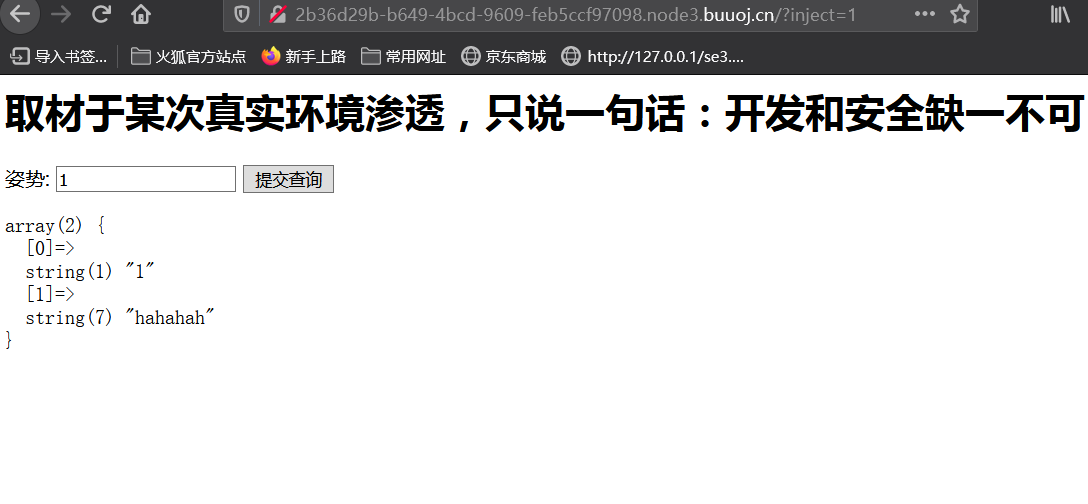 2b36d29b-b649-4bcd-9609-feb5ccf97098.node3.buuoj.cn/?inject=1
导入书签... 火狐官方站点 新手上路 常用网址 京东商城 http://127.0.0.1/se3....
取材于某次真实环境渗透，只说一句话：开发和安全缺一不可
姿势: 1 提交查询
array(2) {
  [0]=>
  string(1) "1"
  [1]=>
  string(7) "hahahah"
}